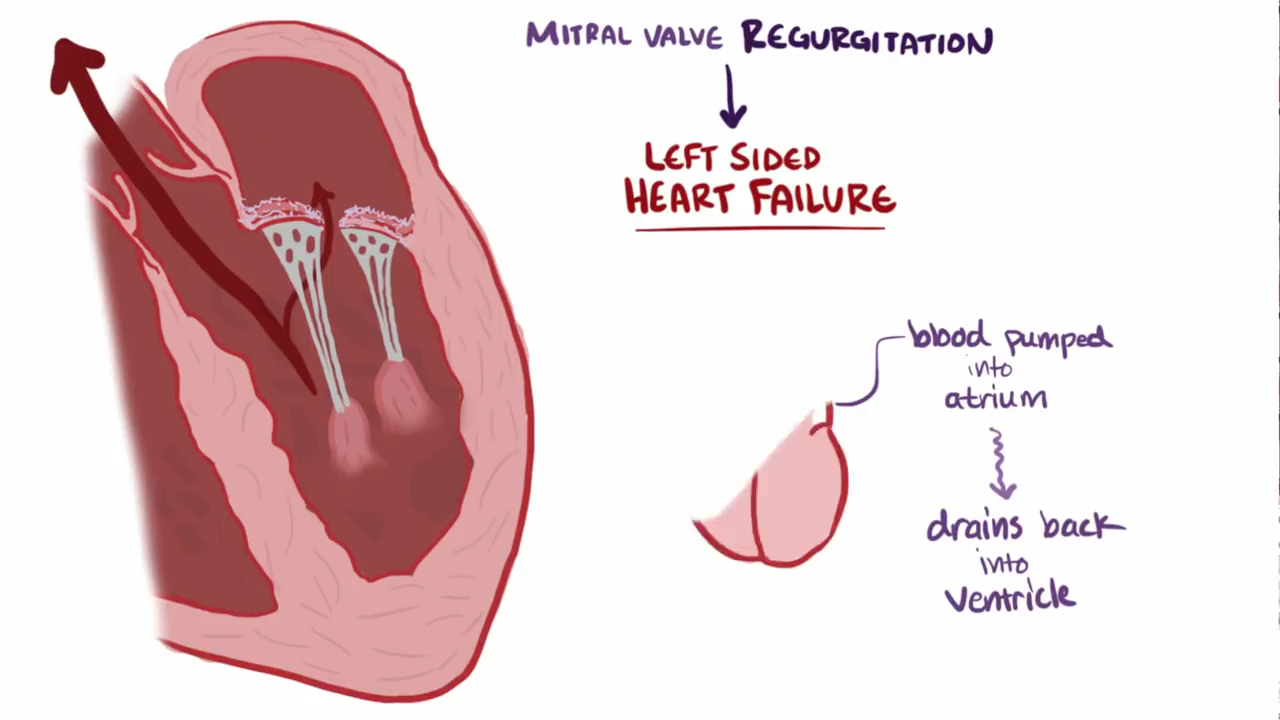 MITRAL VALVE REGURGITATION
LEFT SIDED
HEART FAILURE
blood pumped
into
atrium
drains back
into
ventricle